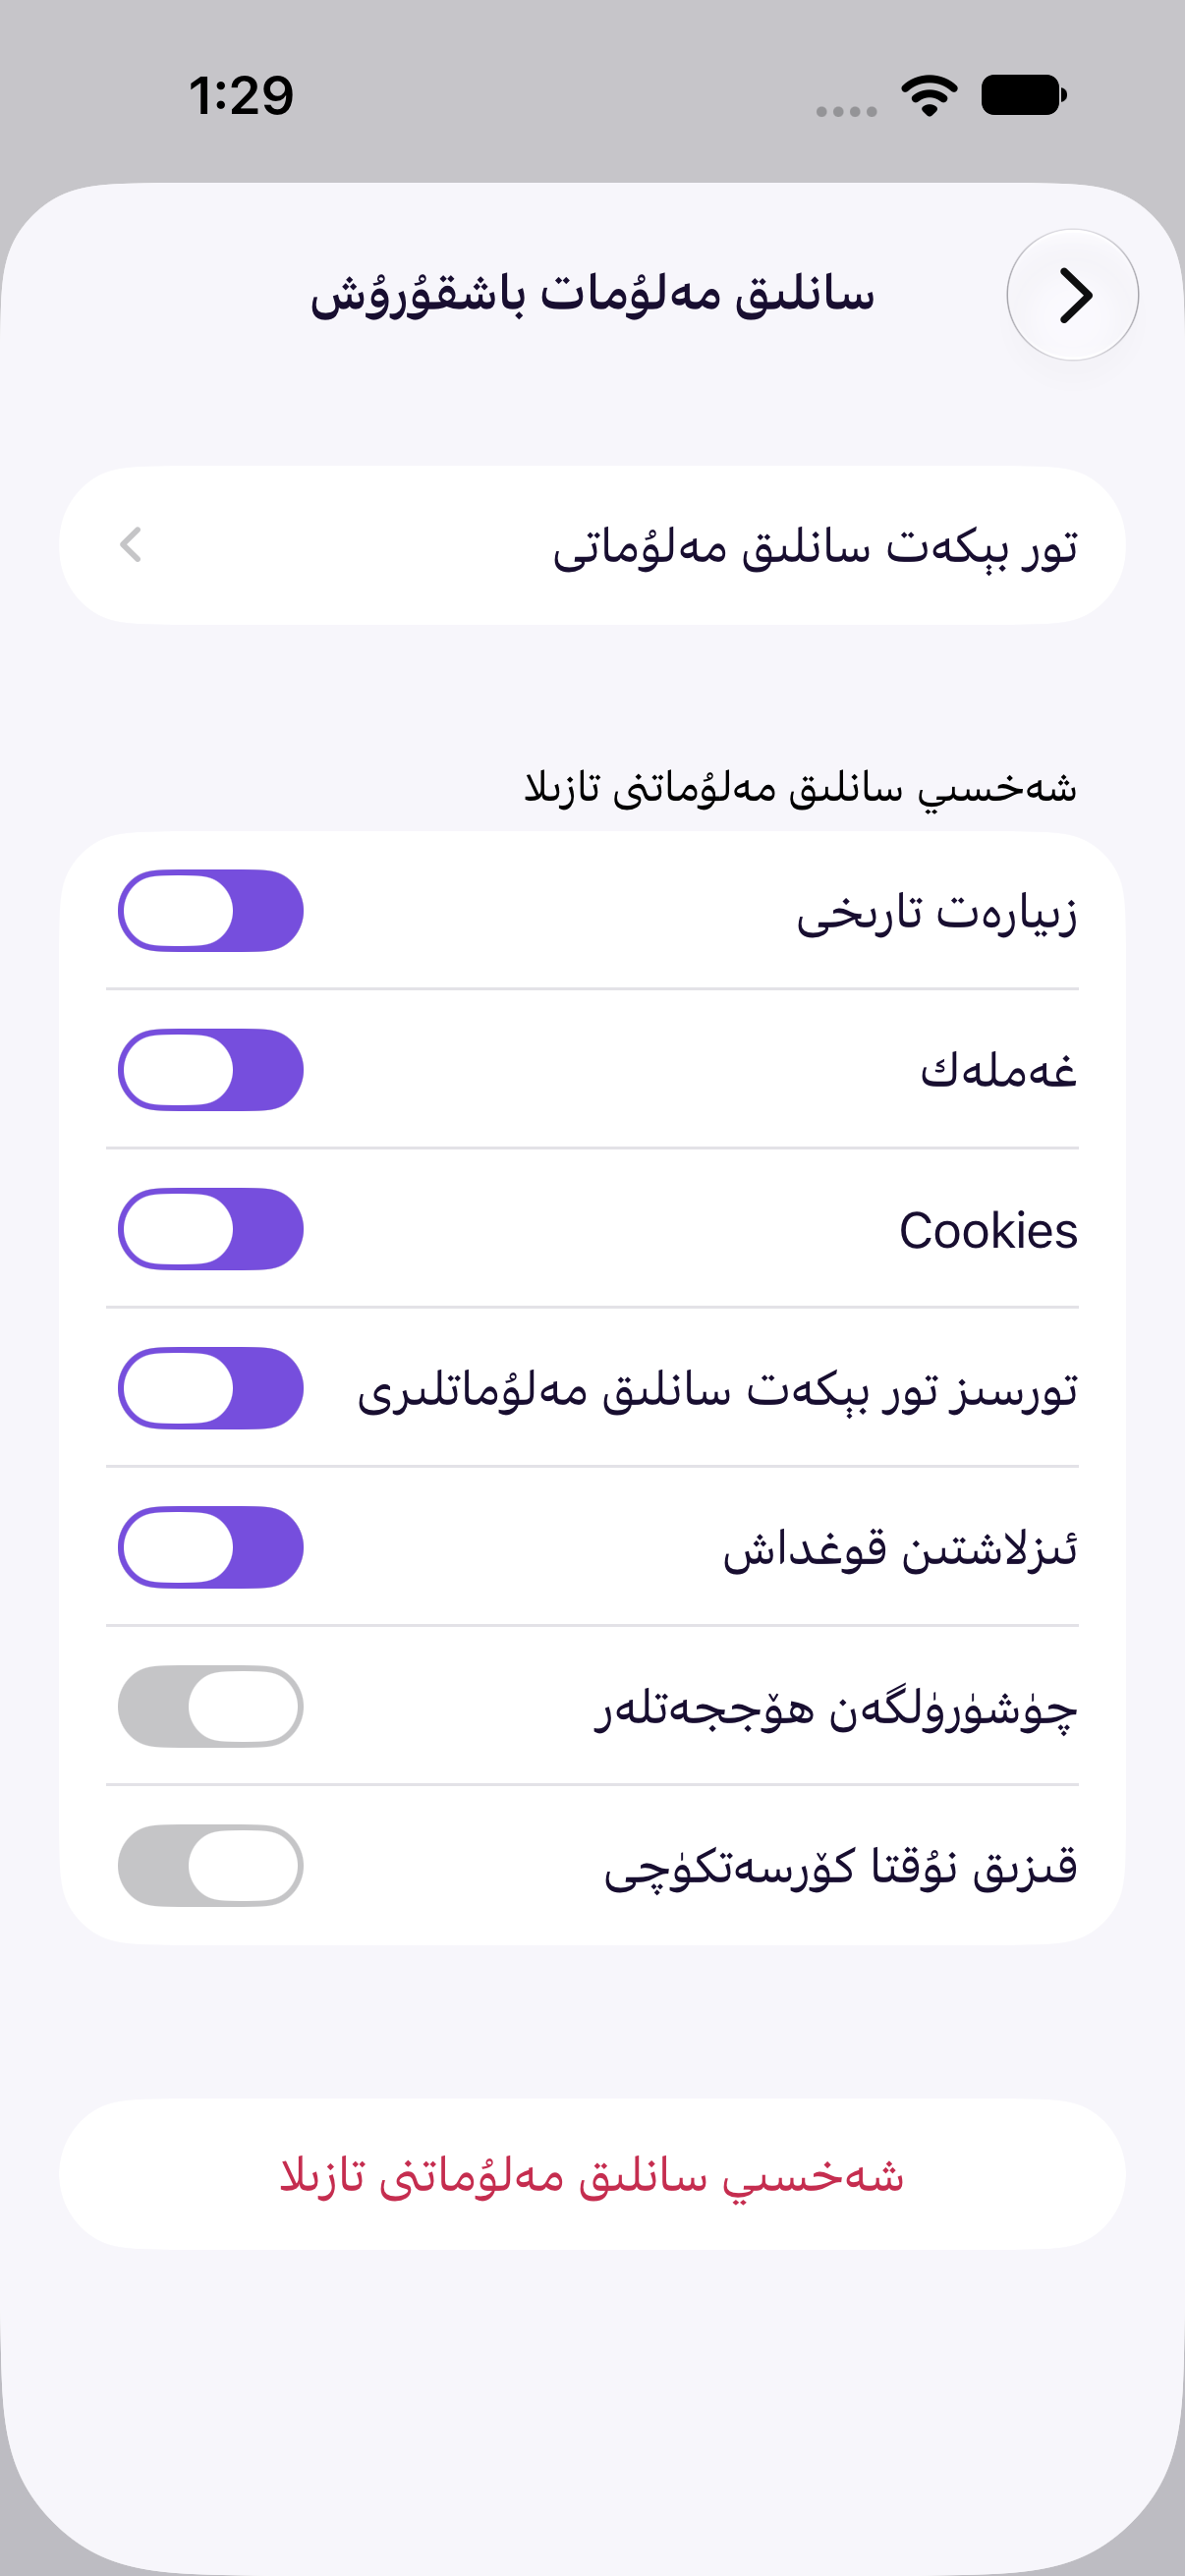 1:29
سانلىق مەلۇمات باشقۇرۇش
تور بېكەت سانلىق مەلۇماتى
شەخسىي سانلىق مەلۇماتنى تازىلا
زىيارەت تارىخى
غەملەك
Cookies
تورسىز تور بېكەت سانلىق مەلۇماتلىرى
ئىزلاشتىن قوغداش
چۈشۈرۈلگەن ھۆججەتلەر
قىزىق نۇقتا كۆرسەتكۈچى
شەخسىي سانلىق مەلۇماتنى تازىلا